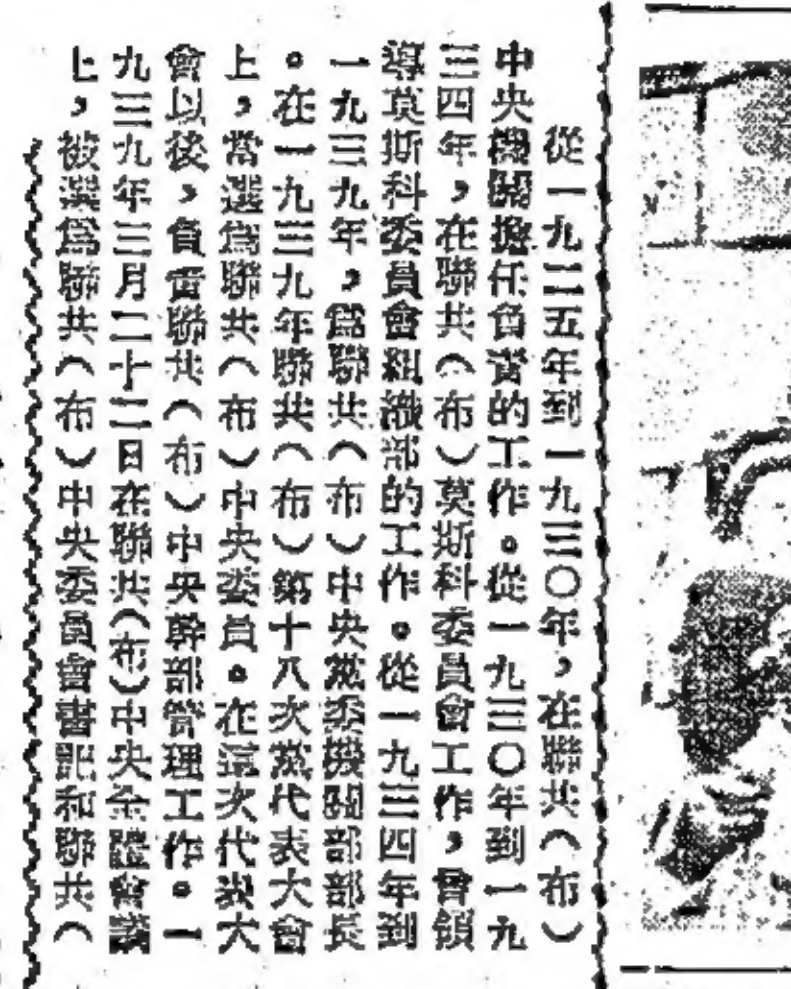 從一九二五年到一九三〇年，在聯共（布）
中央機關擔任負責的工作。從一九三〇年到一九
三四年，在聯共（布）莫斯科委員會工作，曾領
導莫斯科委員會組織部的工作。從一九三四年到
一九三九年，爲聯共（布）中央黨委機關部部長
。在一九三九年聯共（布）第十八次黨代表大會
上，當選爲聯共（布）中央委員。在這次代表大
會以後，負責聯共（布）中央幹部管理工作。一
九三九年三月二十二日在聯共（布）中央全體會議
上，被選爲聯共（布）中央委員會書記和聯共（